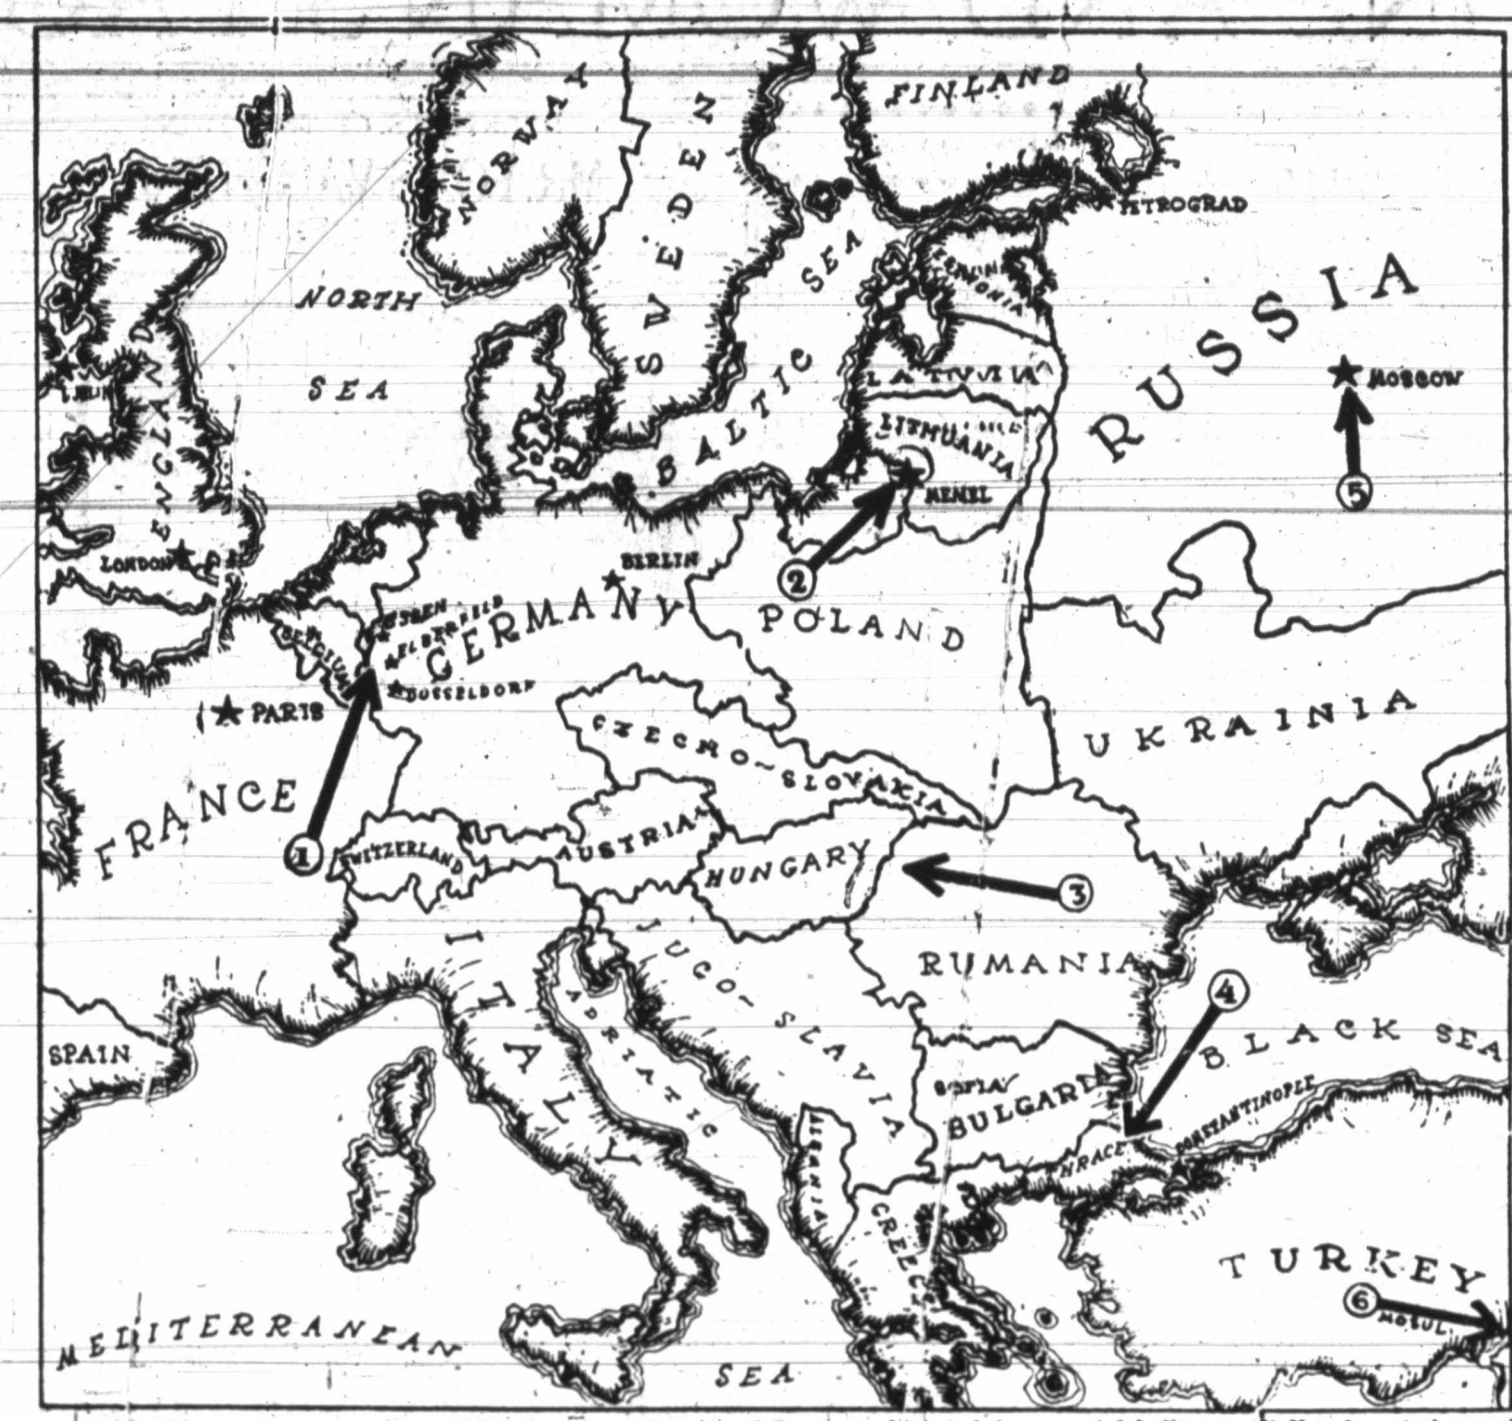 NORWAY
SWEDEN
FINLAND
PETROGRAD
NORTH
SEA
BALTIC SEA
RUSSIA
MOSCOW
5
LATIVVIA
LITHUANIA
MEMEL
2
ENGLAND
LONDON
BERLIN
GERMANY
ESSEN
ELBERFELD
DUSSELDORF
BELGIUM
POLAND
PARIS
FRANCE
1
CZECHO-SLOVAKIA
UKRAINIA
SWITZERLAND
AUSTRIA
HUNGARY
3
ITALY
JUGO-SLAVIA
RUMANIA
4
ADRIATIC
SPAIN
BLACK SEA
SOFIA
BULGARIA
CONSTANTINOPLE
THRACE
ALBANIA
GREECE
TURKEY
6
MOSUL
MEDITERRANEAN
SEA